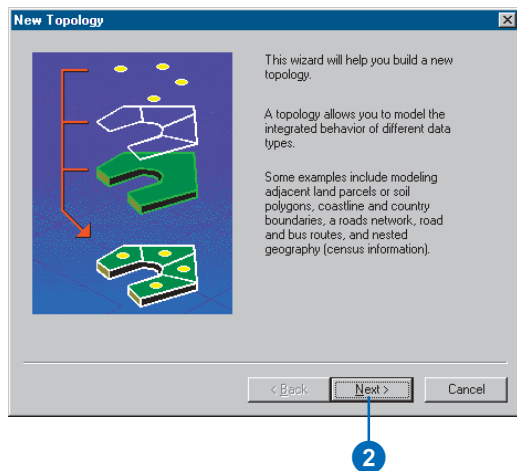 New Topology
This wizard will help you build a new
topology.
A topology allows you to model the
integrated behavior of different data
types.
Some examples include modeling
adjacent land parcels or soil
polygons, coastline and country
boundaries, a roads network, road
and bus routes, and nested
geography (census information).
< Back
Next >
Cancel
2